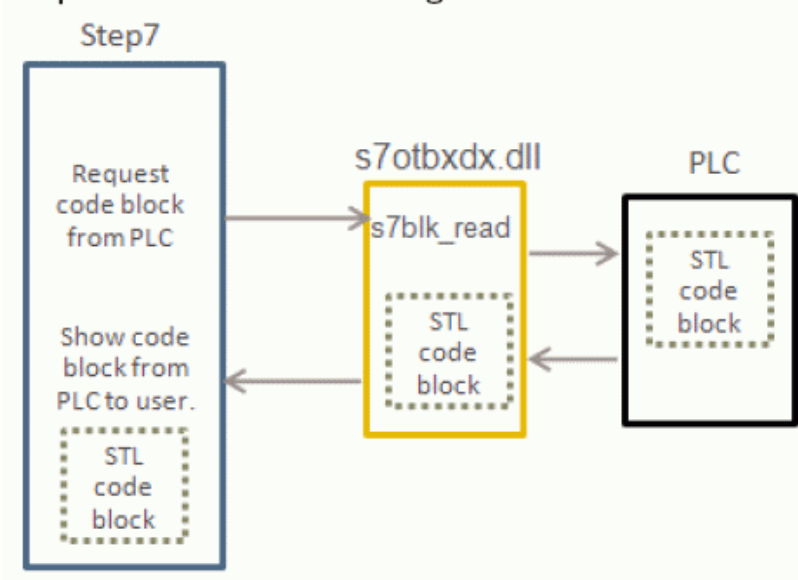 Step7
Request
code block
from PLC
Show code
block from
PLC to user.
STL
code
block
s7otbxdx.dll
s7blk_read
STL
code
block
PLC
STL
code
block